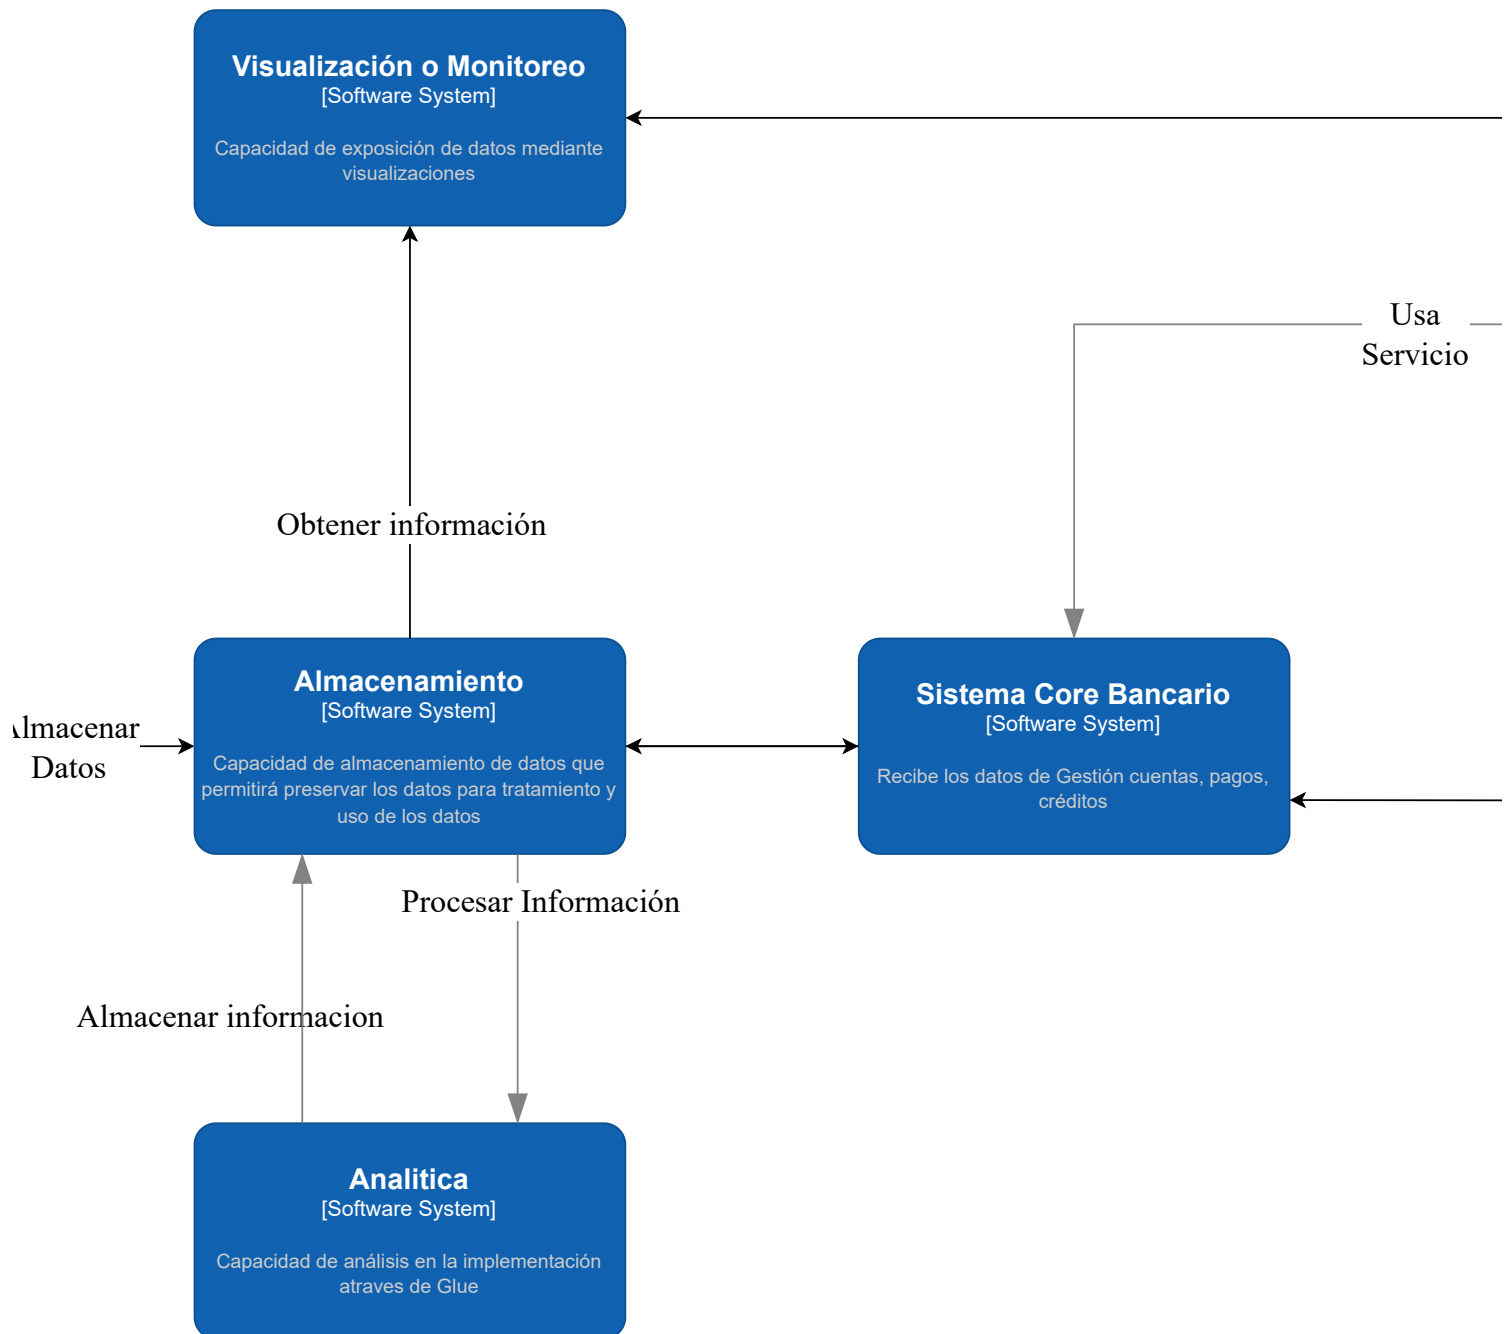 Visualización o Monitoreo
[Software System]
Capacidad de exposición de datos mediante
visualizaciones
Usa
Servicio
Obtener información
Almacenamiento
[Software System]
Capacidad de almacenamiento de datos que
permitirá preservar los datos para tratamiento y
uso de los datos
Sistema Core Bancario
[Software System]
Recibe los datos de Gestión cuentas, pagos,
créditos
Almacenar
Datos
Procesar Información
Almacenar informacion
Analitica
[Software System]
Capacidad de análisis en la implementación
atraves de Glue